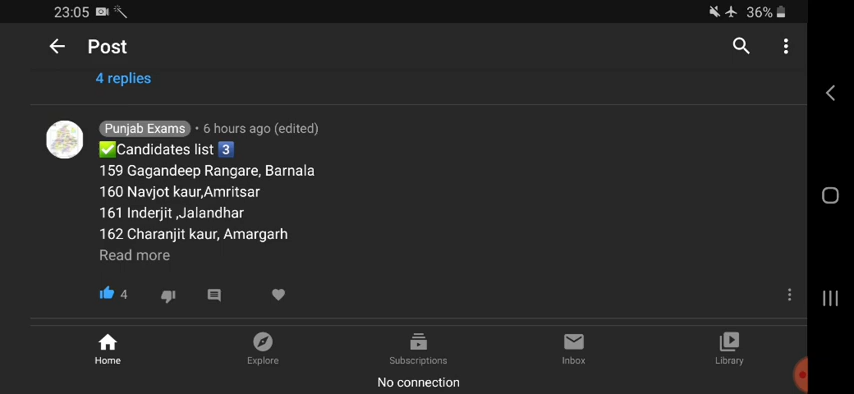 23:05 36%
Post
4 replies
Punjab Exams • 6 hours ago (edited)
✅Candidates list 3️⃣
159 Gagandeep Rangare, Barnala
160 Navjot kaur,Amritsar
161 Inderjit ,Jalandhar
162 Charanjit kaur, Amargarh
Read more
4
Home Explore Subscriptions Inbox Library
No connection